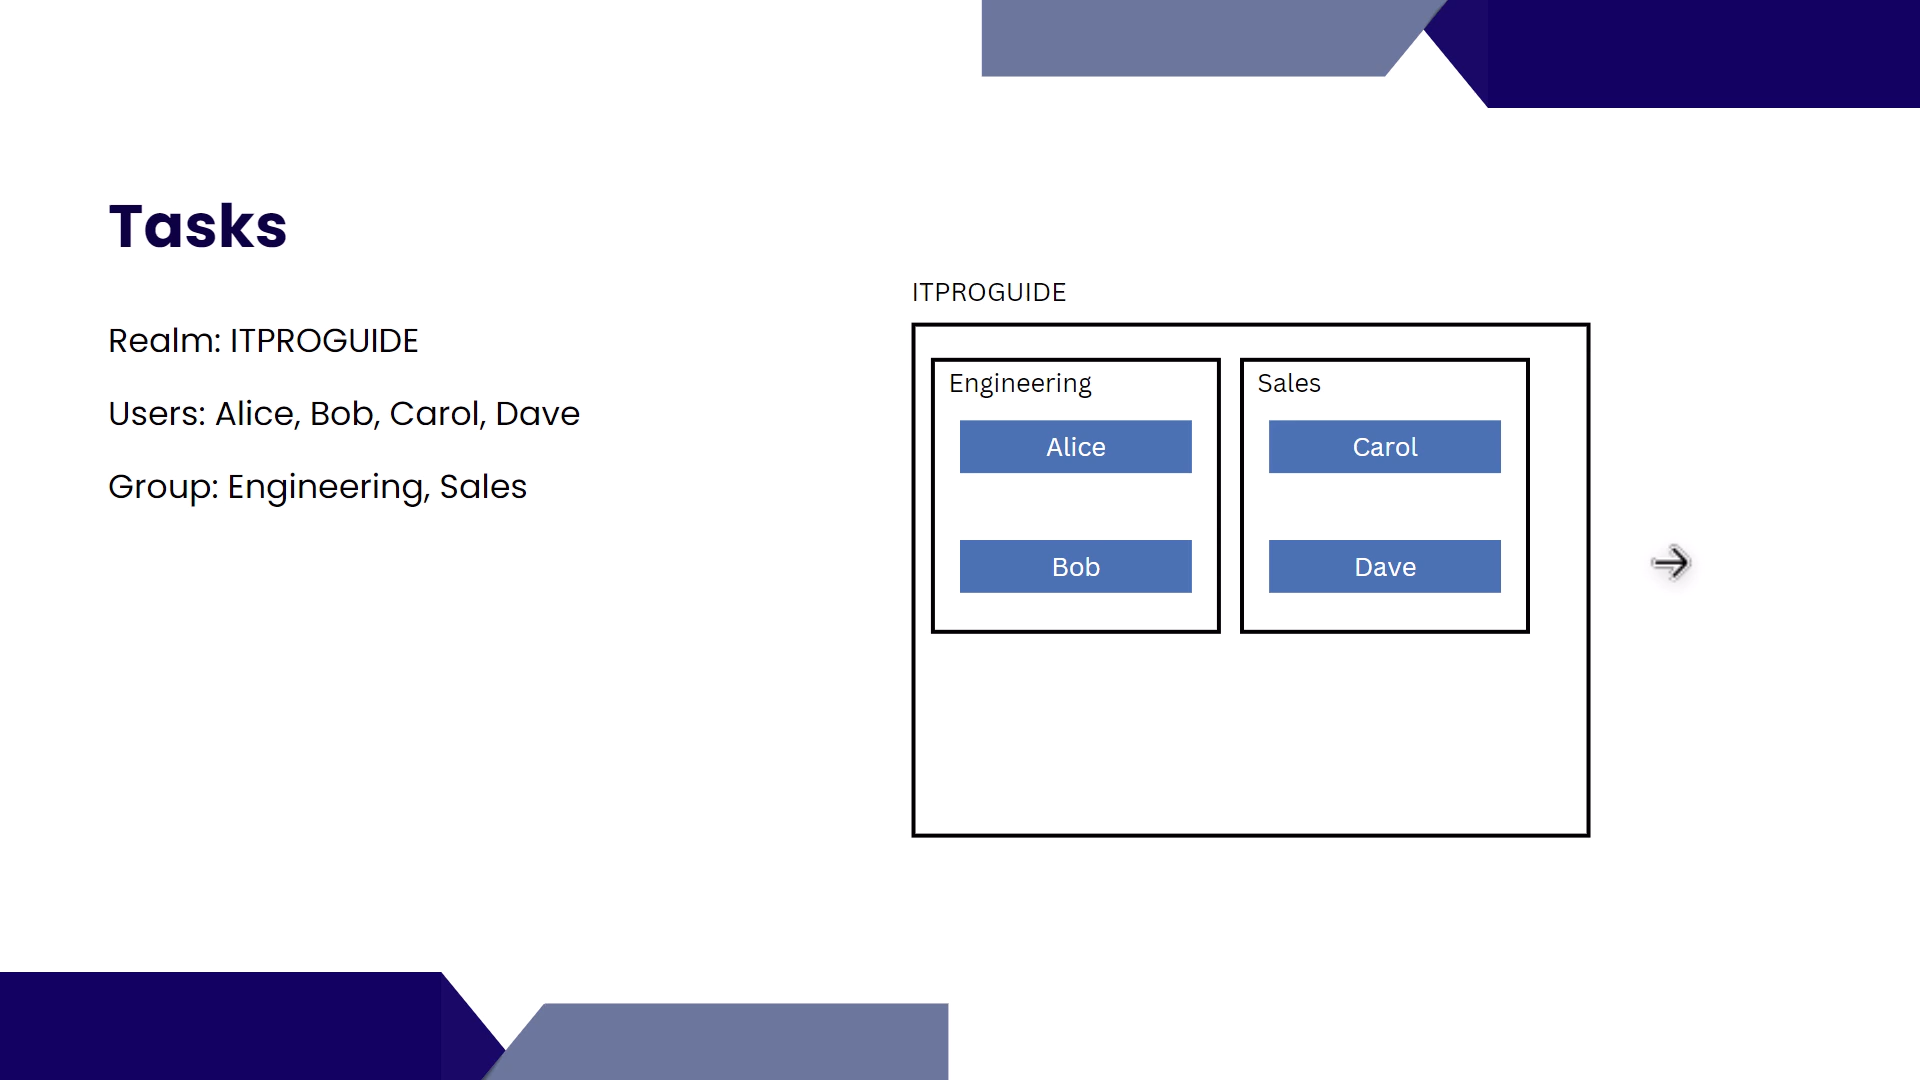 Tasks
Realm: ITPROGUIDE
Users: Alice, Bob, Carol, Dave
Group: Engineering, Sales
ITPROGUIDE
Engineering
Alice
Bob
Sales
Carol
Dave